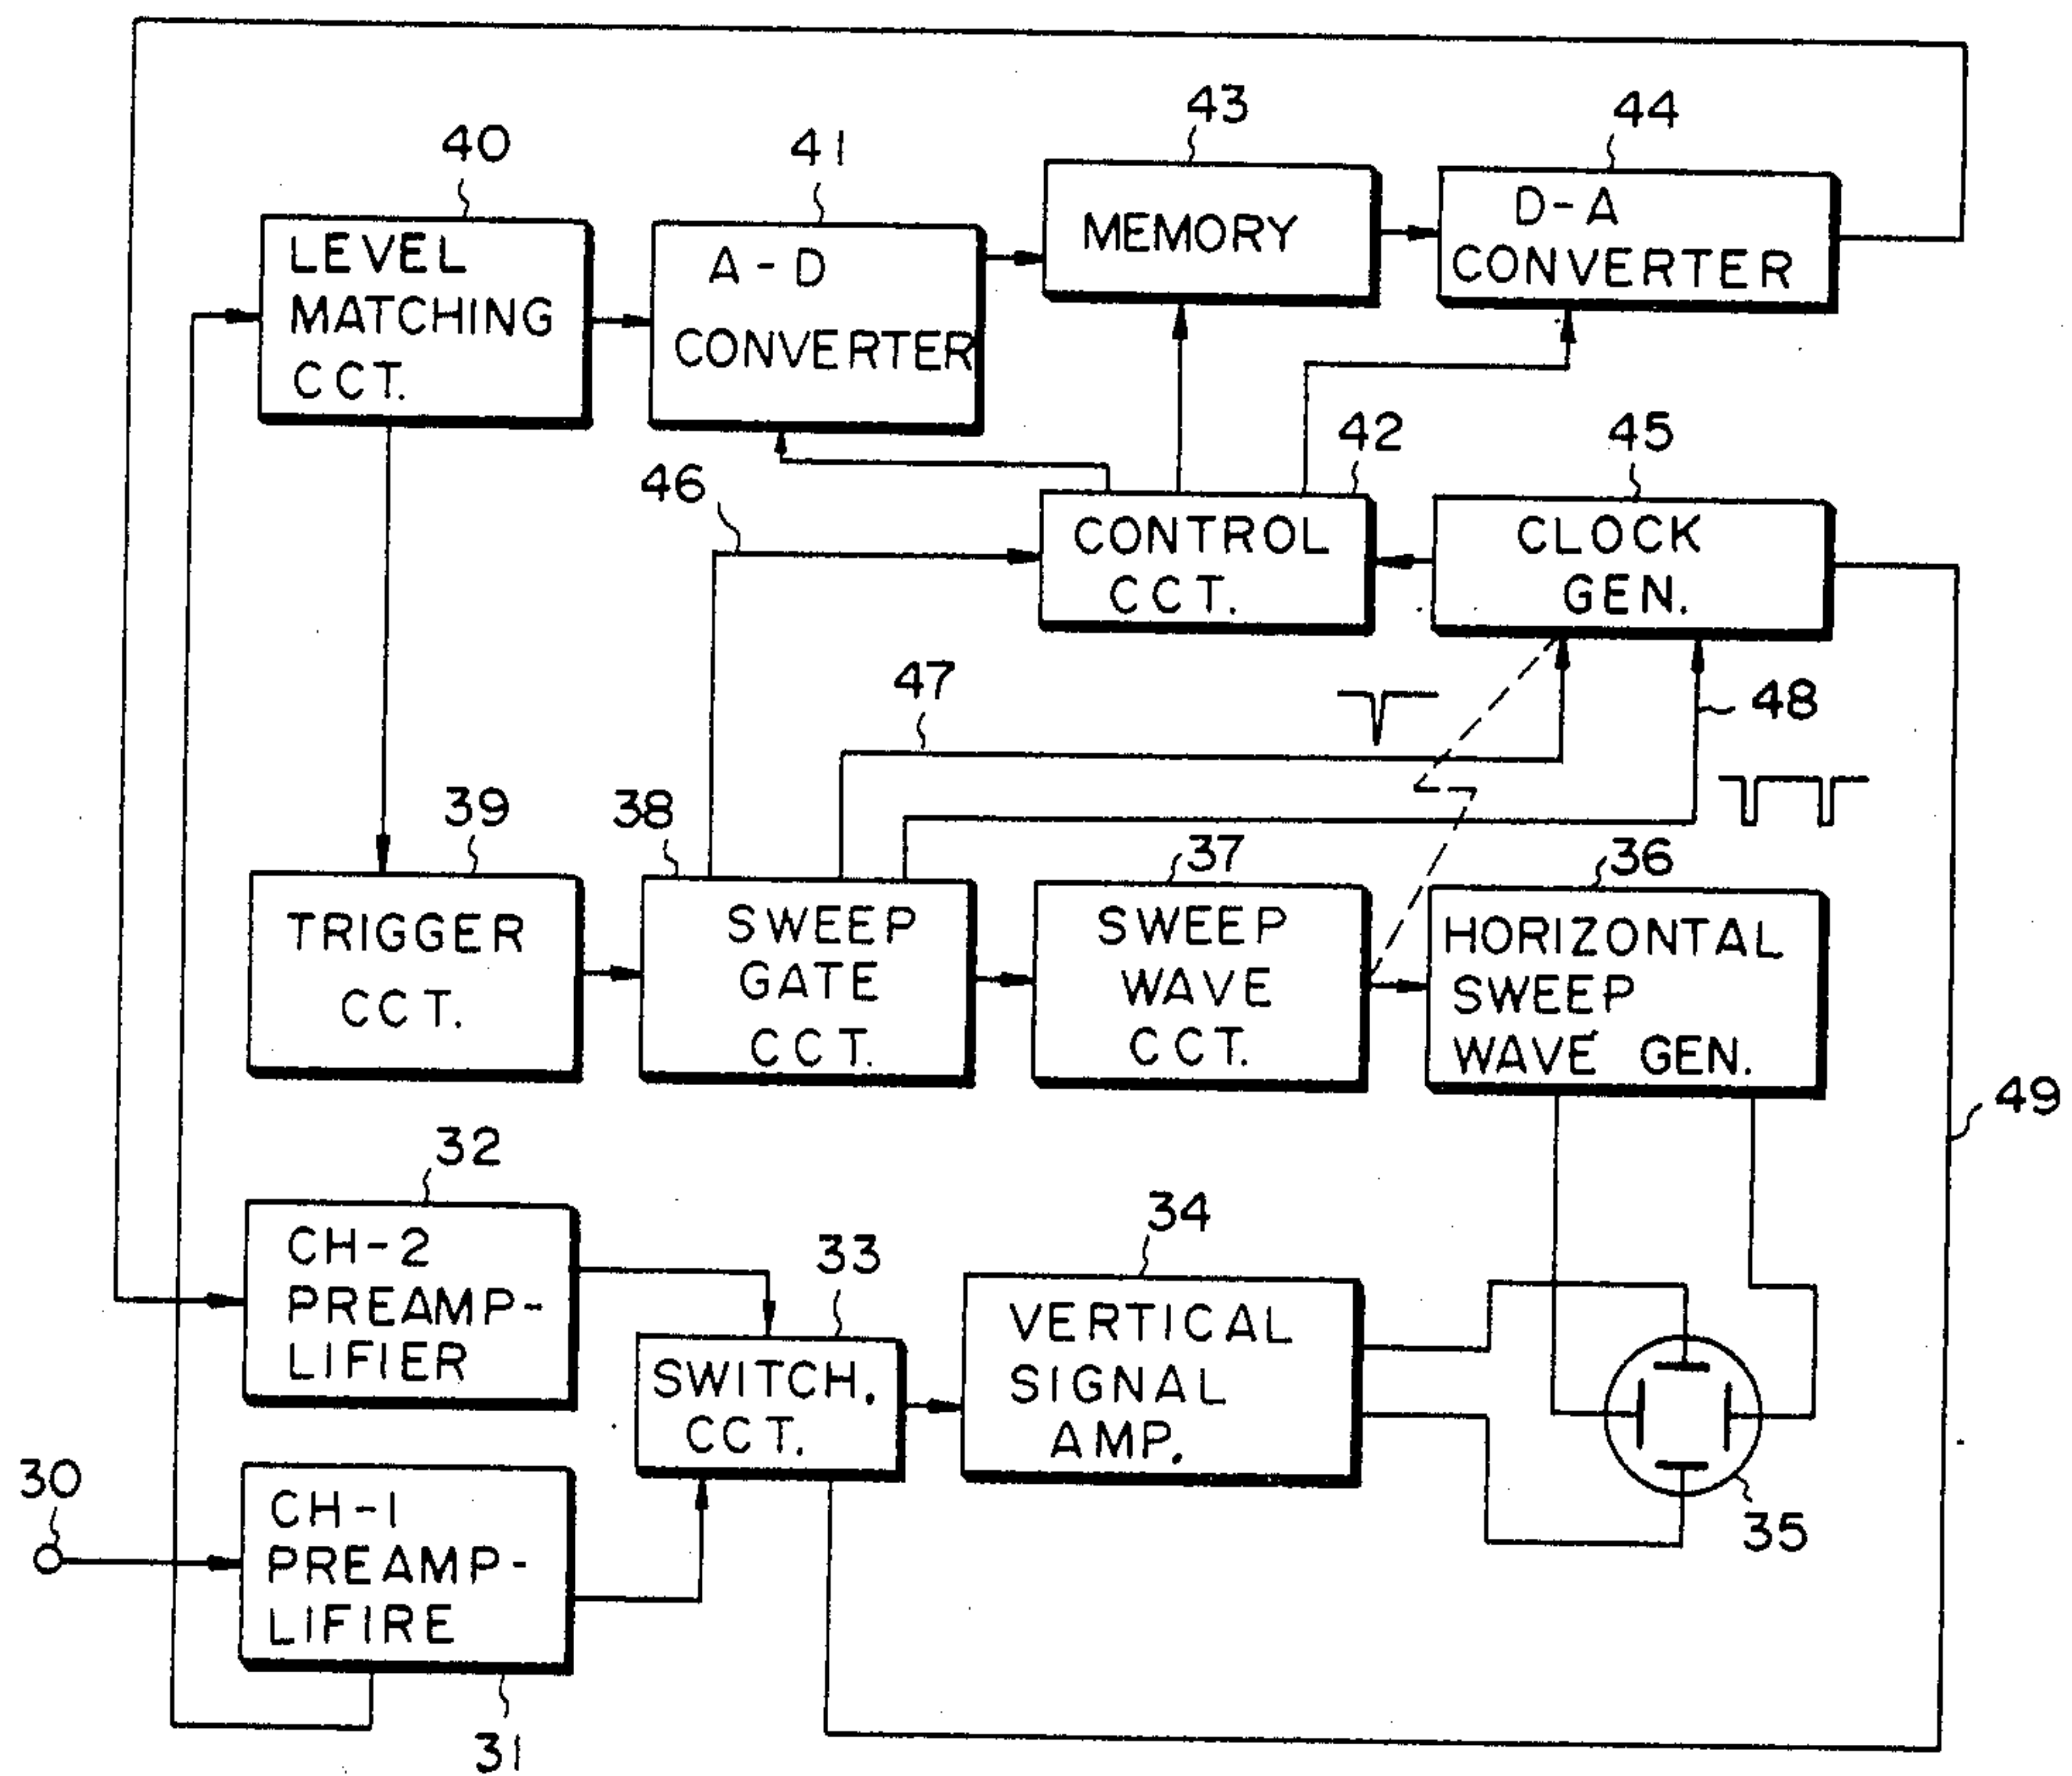 43
44
40
41
MEMORY
D-A
CONVERTER
LEVEL
MATCHING
CCT.
A-D
CONVERTER
42
45
46
CONTROL
CCT.
CLOCK
GEN.
47
48
39
38
37
36
TRIGGER
CCT.
SWEEP
GATE
CCT.
SWEEP
WAVE
CCT.
HORIZONTAL
SWEEP
WAVE GEN.
49
32
34
33
CH-2
PREAMP-
LIFIER
SWITCH.
CCT.
VERTICAL
SIGNAL
AMP.
30
CH-1
PREAMP-
LIFIRE
35
31